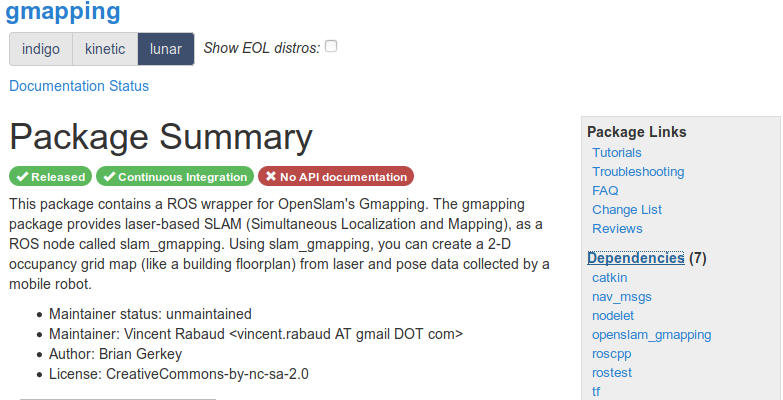 gmapping
indigo kinetic lunar Show EOL distros:
Documentation Status
Package Summary
Released Continuous Integration No API documentation
This package contains a ROS wrapper for OpenSlam's Gmapping. The gmapping
package provides laser-based SLAM (Simultaneous Localization and Mapping), as a
ROS node called slam_gmapping. Using slam_gmapping, you can create a 2-D
occupancy grid map (like a building floorplan) from laser and pose data collected by a
mobile robot.
Maintainer status: unmaintained
Maintainer: Vincent Rabaud <vincent.rabaud AT gmail DOT com>
Author: Brian Gerkey
License: CreativeCommons-by-nc-sa-2.0
Package Links
Tutorials
Troubleshooting
FAQ
Change List
Reviews
Dependencies (7)
catkin
nav_msgs
nodelet
openslam_gmapping
roscpp
rostest
tf